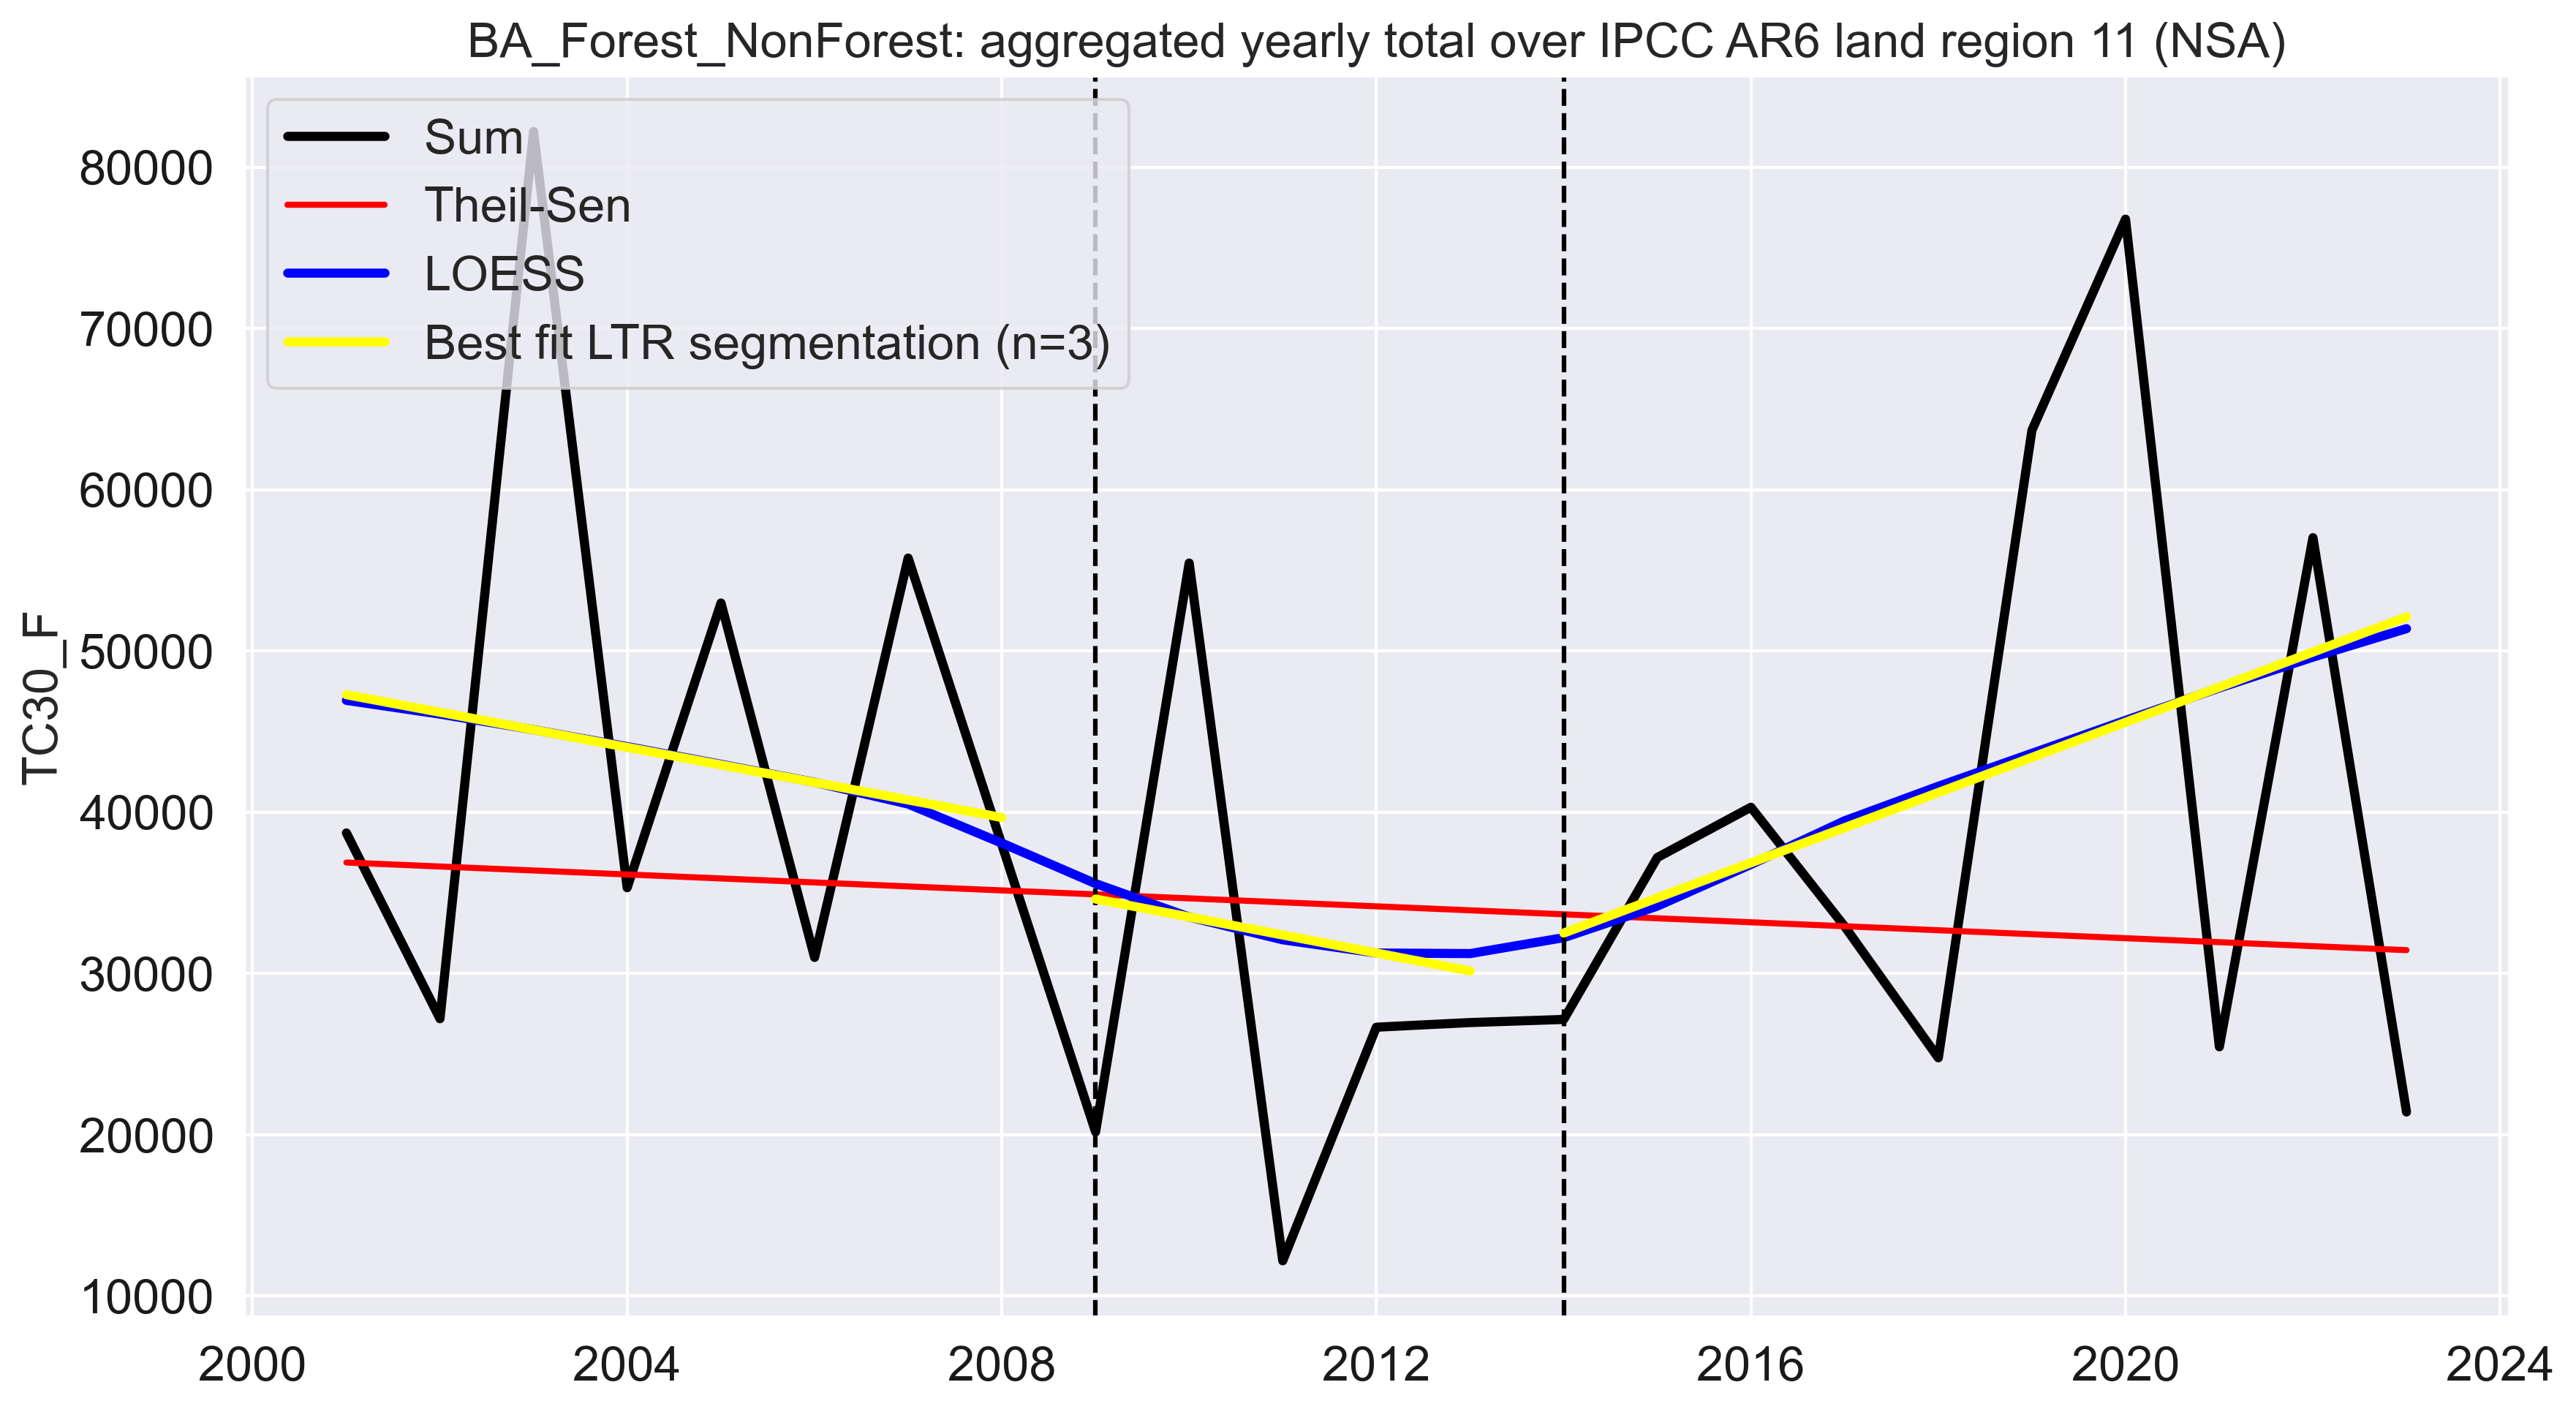 BA_Forest_NonForest: aggregated yearly total over IPCC AR6 land region 11 (NSA)
Sum
Theil-Sen
LOESS
Best fit LTR segmentation (n=3)
TC30_F
80000
70000
60000
50000
40000
30000
20000
10000
2000
2004
2008
2012
2016
2020
2024